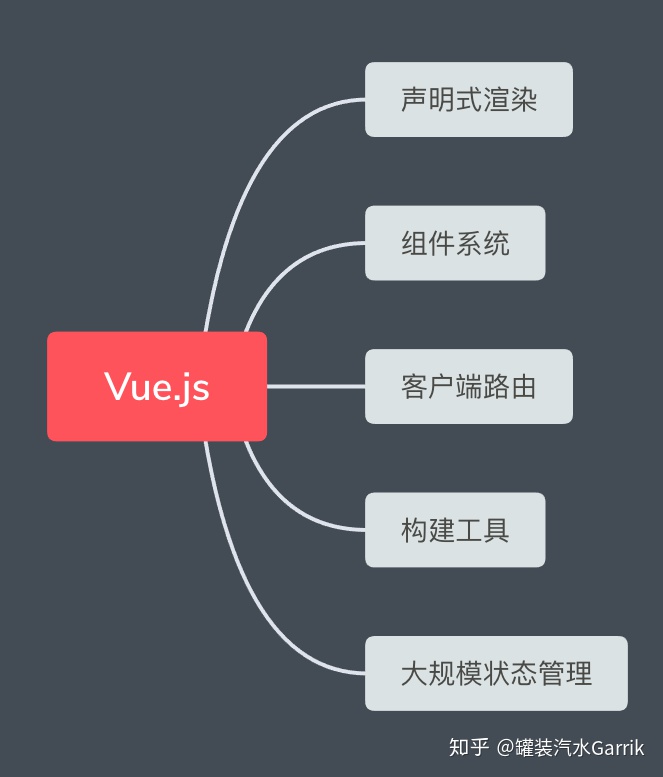 声明式渲染
组件系统
Vue.js
客户端路由
构建工具
大规模状态管理
知乎 @罐装汽水Garrik